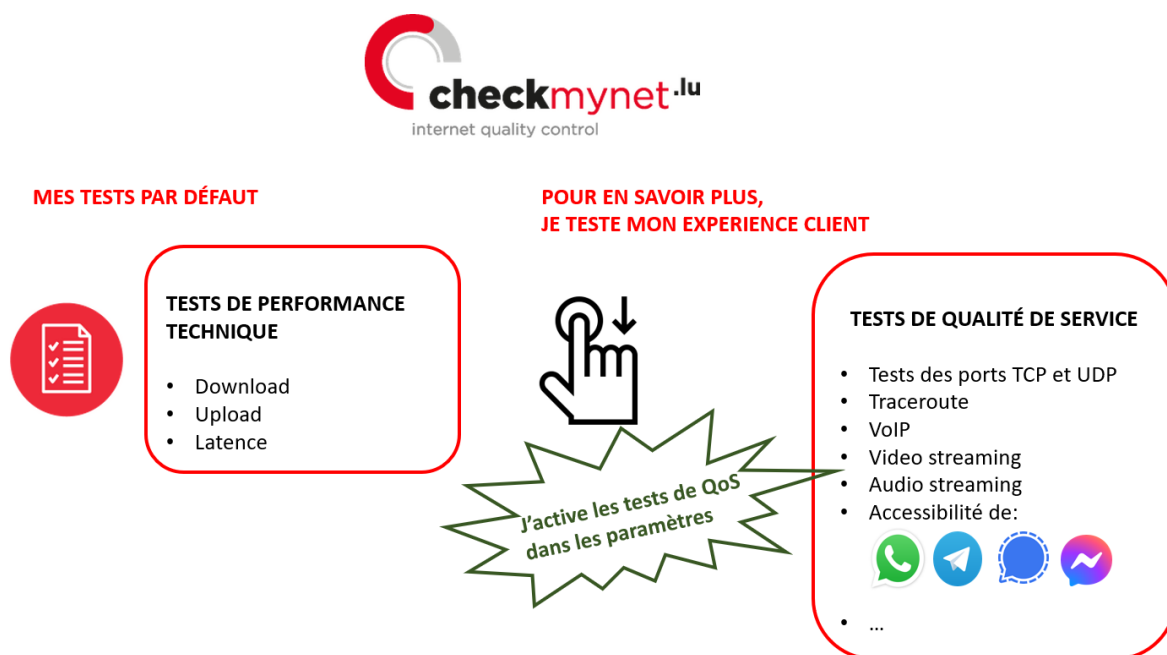 checkmynet.lu
internet quality control
MES TESTS PAR DÉFAUT
POUR EN SAVOIR PLUS,
JE TESTE MON EXPERIENCE CLIENT
TESTS DE PERFORMANCE
TECHNIQUE
• Download
• Upload
• Latence
J'active les tests de QoS
dans les paramètres
TESTS DE QUALITÉ DE SERVICE
• Tests des ports TCP et UDP
• Traceroute
• VoIP
• Video streaming
• Audio streaming
• Accessibilité de:
• ...